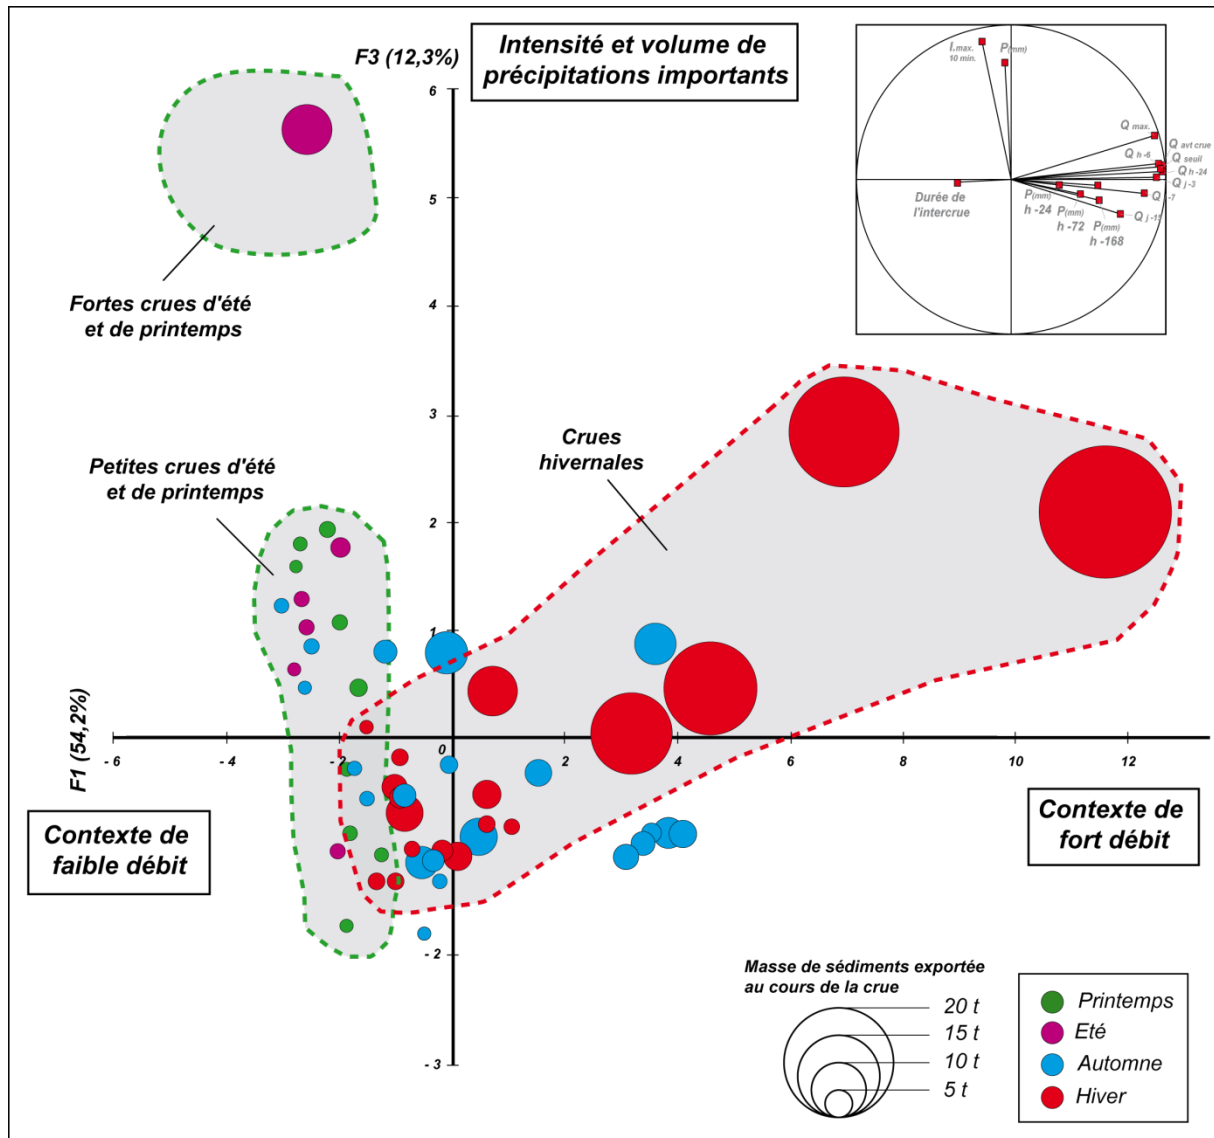 F3 (12,3%)
Intensité et volume de
précipitations importants
I.max.
10 min.
P(mm)
Q max.
Q avt crue
Q h -6
Q seuil
Q h -24
Q j -3
Durée de
l'intercrue
P(mm)
h -24
P(mm)
h -72
P(mm)
h -168
-7
Fortes crues d'été
et de printemps
Petites crues d'été
et de printemps
Crues
hivernales
6
5
4
3
2
1
0
- 2
- 3
- 6
- 4
- 2
2
4
6
8
10
12
F1 (54,2%)
Contexte de
faible débit
Contexte de
fort débit
Masse de sédiments exportée
au cours de la crue
20 t
15 t
10 t
5 t
Printemps
Eté
Automne
Hiver